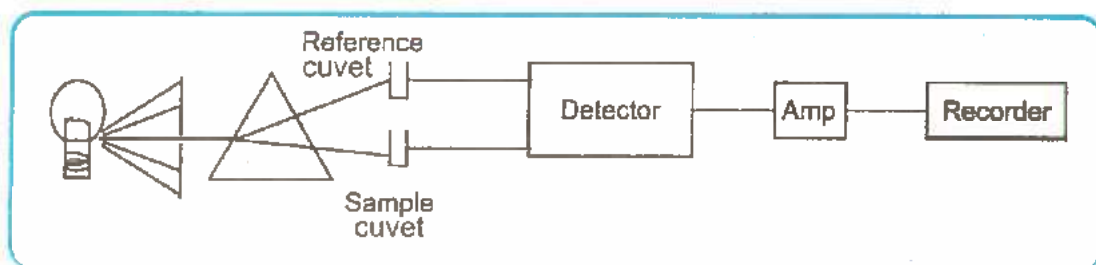 Reference
cuvet
Detector
Amp
Recorder
Sample
cuvet